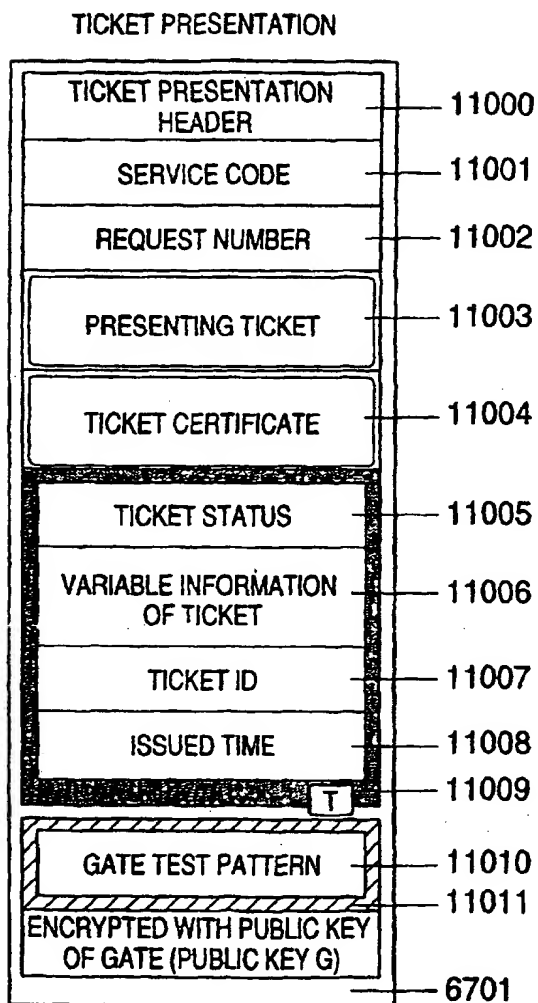 TICKET PRESENTATION
TICKET PRESENTATION
HEADER
11000
SERVICE CODE
11001
REQUEST NUMBER
11002
PRESENTING TICKET
11003
TICKET CERTIFICATE
11004
TICKET STATUS
11005
VARIABLE INFORMATION
OF TICKET
11006
TICKET ID
11007
ISSUED TIME
11008
T
11009
GATE TEST PATTERN
11010
11011
ENCRYPTED WITH PUBLIC KEY
OF GATE (PUBLIC KEY G)
6701